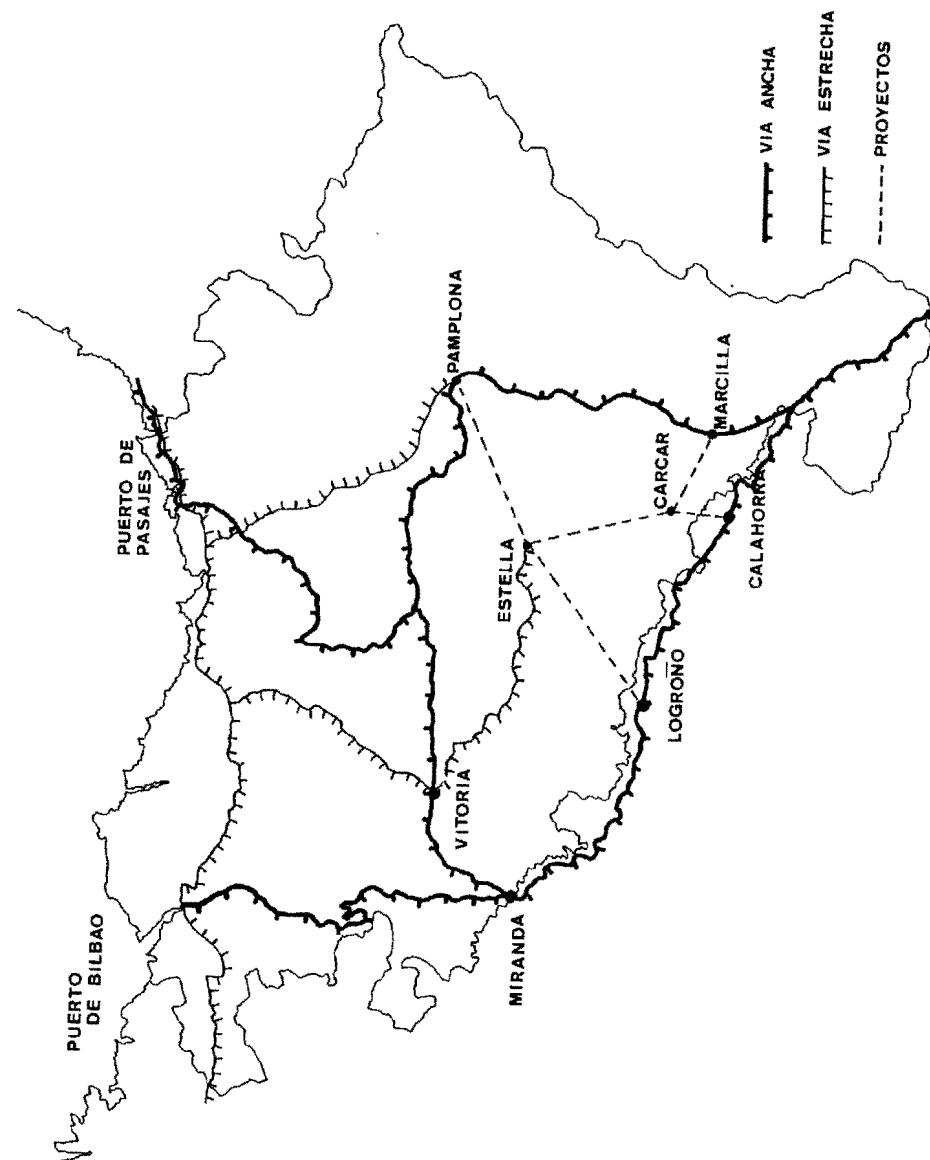 PUERTO
DE BILBAO
PUERTO DE
PASAJES
PAMPLONA
VITORIA
ESTELLA
MIRANDA
LOGROÑO
CARCAR
MARCILLA
CALAHORRA
VIA ANCHA
VIA ESTRECHA
PROYECTOS